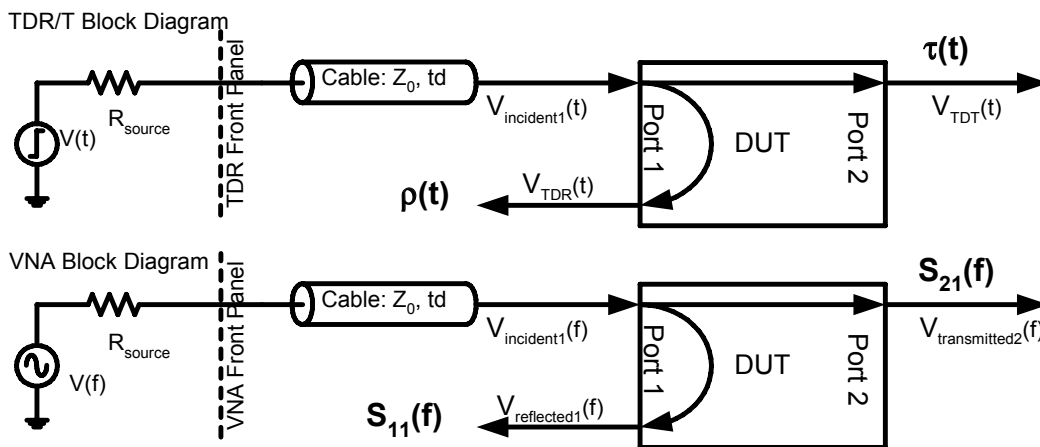 TDR/T Block Diagram
τ(t)
Cable: Z0, td
Vincident1(t)
VTDT(t)
Rsource
V(t)
TDR Front Panel
Port 1
DUT
Port 2
VTDR(t)
ρ(t)
VNA Block Diagram
S21(f)
Cable: Z0, td
Vincident1(f)
Vtransmitted2(f)
Rsource
V(f)
VNA Front Panel
Port 1
DUT
Port 2
Vreflected1(f)
S11(f)